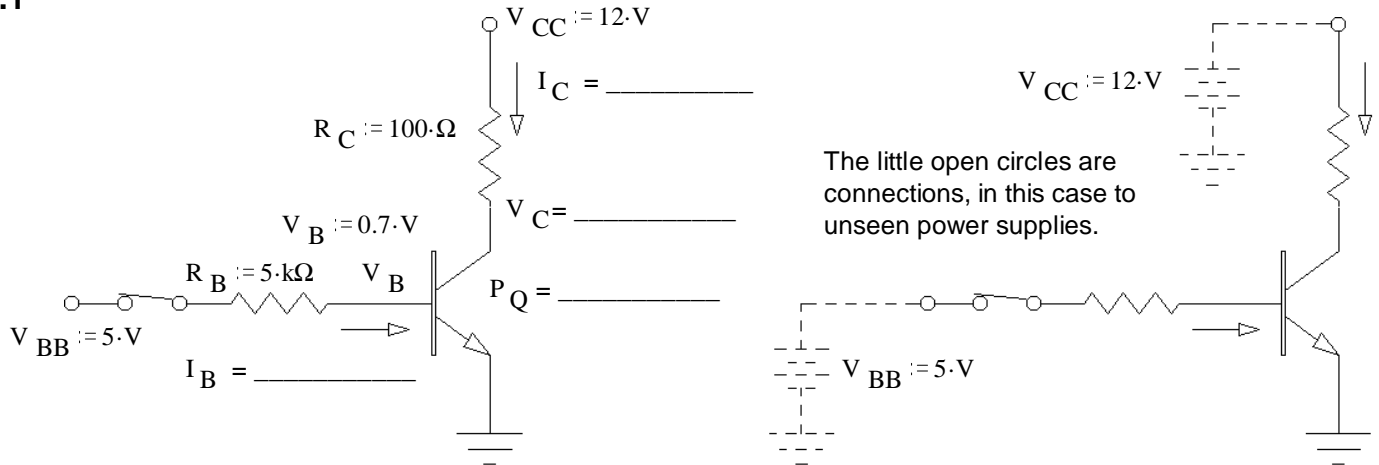 .1
V CC := 12·V
I C = __________
R C := 100·Ω
V C = ___________
V B := 0.7·V
R B := 5·kΩ
V B
P Q = ___________
V BB := 5·V
I B = ___________
V CC := 12·V
The little open circles are
connections, in this case to
unseen power supplies.
V BB := 5·V